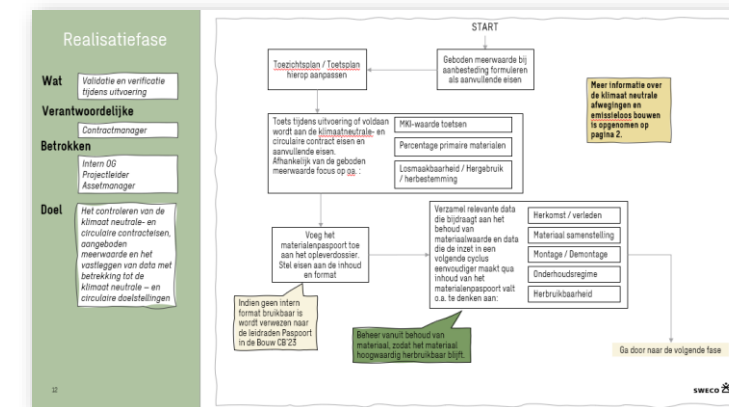 Realisatiefase
Wat
Validatie en verificatie
tijdens uitvoering
Verantwoordelijke
Contractmanager
Betrokken
Intern OG
Projectleider
Assetmanager
Doel
Het controleren van de
klimaat neutrale- en
circulaire contracteisen,
aangeboden
meerwaarde en het
vastleggen van data met
betrekking tot de
klimaat neutrale – en
circulaire doelstellingen
12
START
Geboden meerwaarde bij
aanbesteding formuleren
als aanvullende eisen
Toezichtsplan / Toetsplan
hierop aanpassen
Meer informatie over
de klimaat neutrale
afwegingen en
emissieloos bouwen
is opgenomen op
pagina 2.
Toets tijdens uitvoering of voldaan
wordt aan de klimaatneutrale- en
circulaire contract eisen en
aanvullende eisen.
Afhankelijk van de geboden
meerwaarde focus op oa. :
MKI-waarde toetsen
Percentage primaire materialen
Losmaakbaarheid / Hergebruik
/ herbestemming
Voeg het
materialenpaspoort toe
aan het opleverdossier.
Stel eisen aan de inhoud
en format
Verzamel relevante data
die bijdraagt aan het
behoud van
materiaalwaarde en data
die de inzet in een
volgende cyclus
eenvoudiger maakt qua
inhoud van het
materialenpaspoort valt
o.a. te denken aan:
Herkomst / verleden
Materiaal samenstelling
Montage / Demontage
Onderhoudsregime
Herbruikbaarheid
Indien geen intern
format bruikbaar is
wordt verwezen naar
de leidraden Paspoort
in de Bouw CB'23
Beheer vanuit behoud van
materiaal, zodat het materiaal
hoogwaardig herbruikbaar blijft.
Ga door naar de volgende fase
SWECO